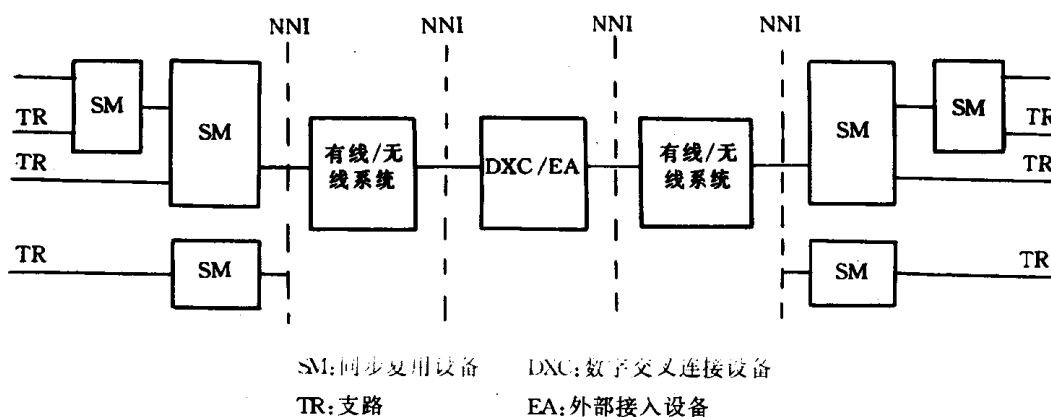 NNI NNI NNI NNI
SM SM
TR TR
SM SM
TR TR
有线/无
线系统
DXC/EA
有线/无
线系统
TR SM SM TR
SM:同步复用设备 DXC:数字交叉连接设备
TR:支路 EA:外部接入设备